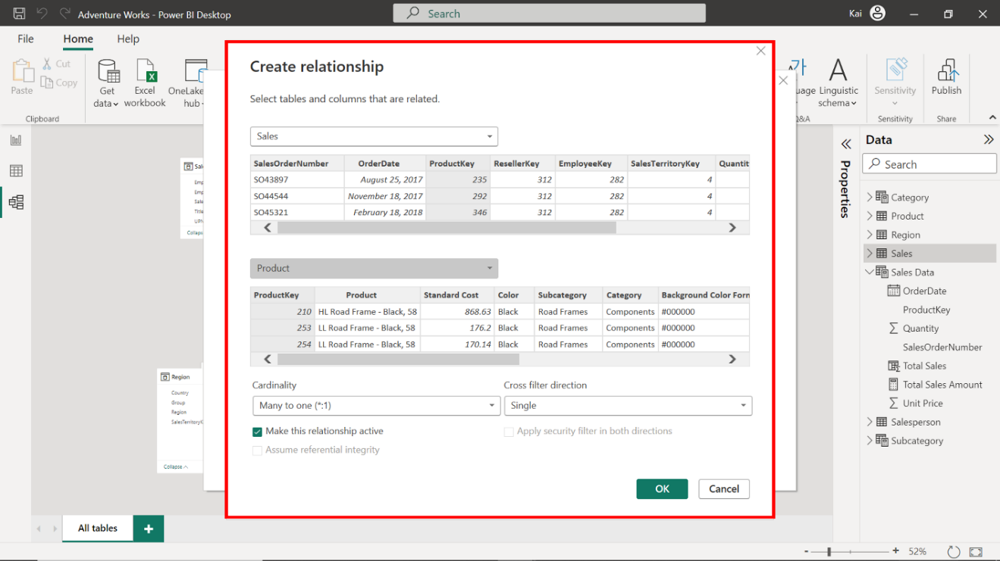 Adventure Works - Power BI Desktop
Search
Kai
File
Home
Help
Paste
Cut
Copy
Clipboard
Get data
Excel workbook
OneLake hub
Linguistic schema
Q&A
Sensitivity
Sensitivity
Publish
Share
Create relationship
Select tables and columns that are related.
Sales
SalesOrderNumber OrderDate ProductKey ResellerKey EmployeeKey SalesTerritoryKey Quantit
SO43897 August 25, 2017 235 312 282 4
SO44544 November 18, 2017 292 312 282 4
SO45321 February 18, 2018 346 312 282 4
Product
ProductKey Product Standard Cost Color Subcategory Category Background Color Form
210 HL Road Frame - Black, 58 868.63 Black Road Frames Components #000000
253 LL Road Frame - Black, 58 176.2 Black Road Frames Components #000000
254 LL Road Frame - Black, 58 170.14 Black Road Frames Components #000000
Cardinality
Cross filter direction
Many to one (*:1)
Single
Make this relationship active
Apply security filter in both directions
Assume referential integrity
OK
Cancel
Region
Country
Group
Region
Collapse
All tables
Properties
Data
Search
Category
Product
Region
Sales
Sales Data
OrderDate
ProductKey
Quantity
SalesOrderNumber
Total Sales
Total Sales Amount
Unit Price
Salesperson
Subcategory
- + 52%